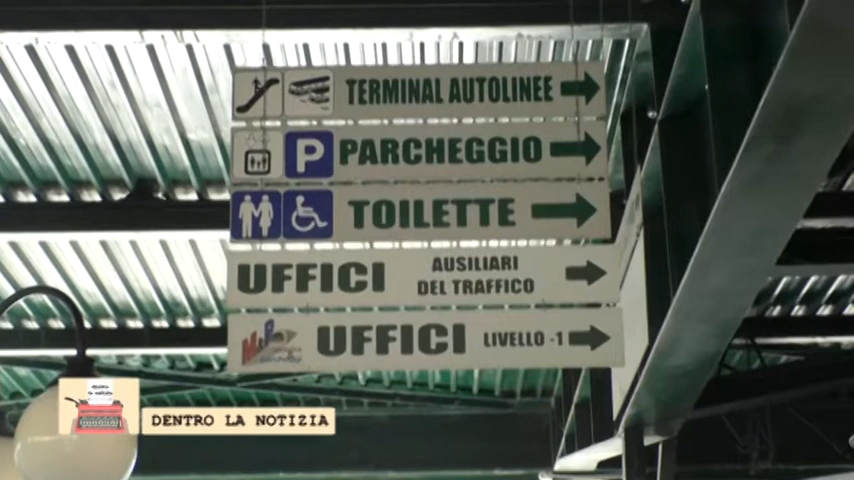 TERMINAL AUTOLINEE
P PARCHEGGIO
TOILETTE
UFFICI AUSILIARI
DEL TRAFFICO
UFFICI LIVELLO -1
DENTRO LA NOTIZIA